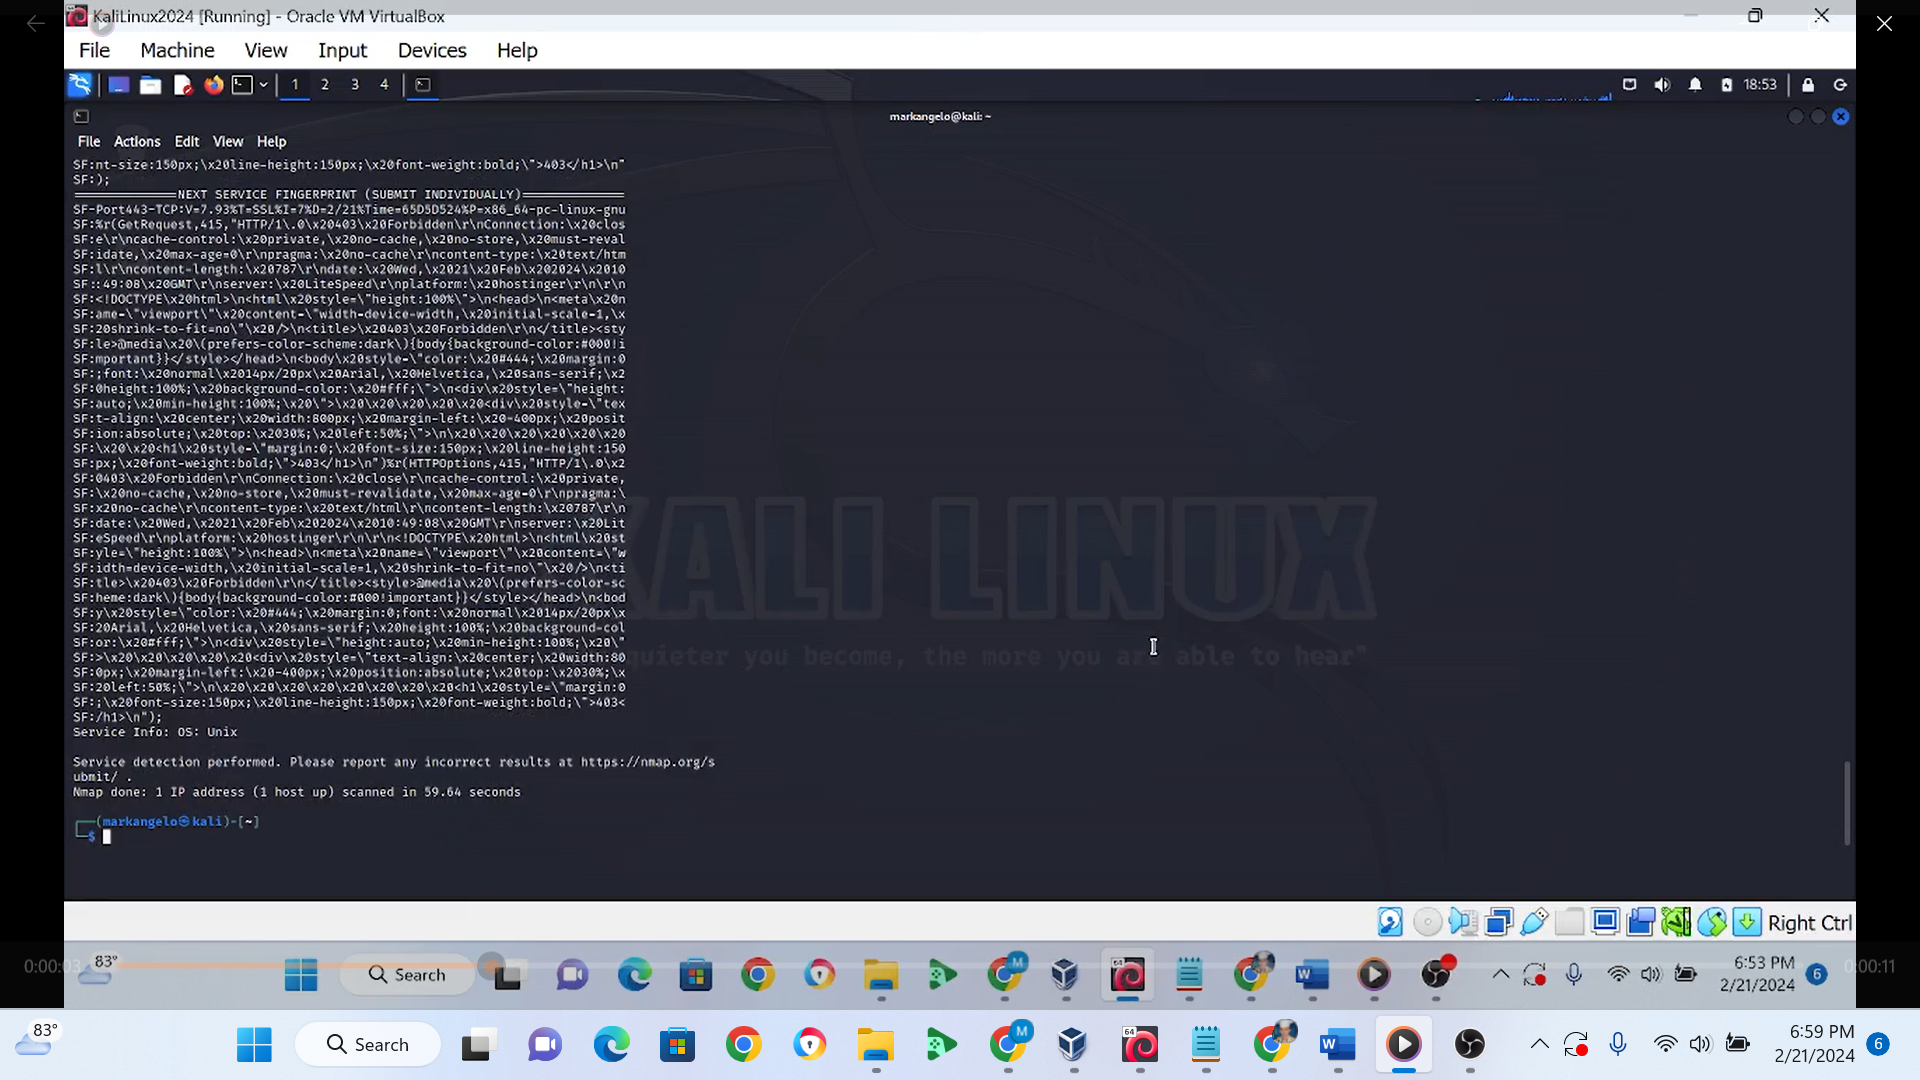 KaliLinux2024 [Running] - Oracle VM VirtualBox
File Machine View Input Devices Help
1 2 3 4
18:53
markangelo@kali: ~
File Actions Edit View Help
SF:nt-size:150px;\x20line-height:150px;\x20font-weight:bold;\">403</h1>\n"
SF:);
NEXT SERVICE FINGERPRINT (SUBMIT INDIVIDUALLY)
SF-Port443-TCP:V=7.93%T=SSL%I=7%D=2/21%Time=65D5D524%P=x86_64-pc-linux-gnu
SF:%r(GetRequest,415,"HTTP/1\.0\x20403\x20Forbidden\r\nConnection:\x20clos
SF:e\r\ncache-control:\x20private,\x20no-cache,\x20no-store,\x20must-reval
SF:idate,\x20max-age=0\r\npragma:\x20no-cache\r\ncontent-type:\x20text/htm
SF:l\r\ncontent-length:\x20787\r\ndate:\x20Wed,\x2021\x20Feb\x202024\x2010
SF::49:08\x20GMT\r\nserver:\x20LiteSpeed\r\nplatform:\x20hostinger\r\n\r\n
SF:<!DOCTYPE\x20html>\n<html\x20style=\"height:100%\">\n<head>\n<meta\x20n
SF:ame=\"viewport\"\x20content=\"width=device-width,\x20initial-scale=1,\x
SF:20shrink-to-fit=no\"\x20/>\n<title>\x20403\x20Forbidden\r\n</title><sty
SF:le>@media\x20\(prefers-color-scheme:dark\){body{background-color:#000!i
SF:mportant}}</style></head>\n<body\x20style=\"color:\x20#444;\x20margin:0
SF:;font:\x20normal\x2014px/20px\x20Arial,\x20Helvetica,\x20sans-serif;\x2
SF:0height:100%;\x20background-color:\x20#fff;\">\n<div\x20style=\"height:
SF:auto;\x20min-height:100%;\x20\">\x20\x20\x20\x20\x20<div\x20style=\"tex
SF:t-align:\x20center;\x20width:800px;\x20margin-left:\x20-400px;\x20posit
SF:ion:absolute;\x20top:\x2030%;\x20left:50%;\">\n\x20\x20\x20\x20\x20\x20
SF:\x20\x20<h1\x20style=\"margin:0;\x20font-size:150px;\x20line-height:150
SF:px;\x20font-weight:bold;\">403</h1>\n")%r(HTTPOptions,415,"HTTP/1\.0\x2
SF:0403\x20Forbidden\r\nConnection:\x20close\r\ncache-control:\x20private,
SF:\x20no-cache,\x20no-store,\x20must-revalidate,\x20max-age=0\r\npragma:\
SF:x20no-cache\r\ncontent-type:\x20text/html\r\ncontent-length:\x20787\r\n
SF:date:\x20Wed,\x2021\x20Feb\x202024\x2010:49:08\x20GMT\r\nserver:\x20Lit
SF:eSpeed\r\nplatform:\x20hostinger\r\n\r\n<!DOCTYPE\x20html>\n<html\x20st
SF:yle=\"height:100%\">\n<head>\n<meta\x20name=\"viewport\"\x20content=\"w
SF:idth=device-width,\x20initial-scale=1,\x20shrink-to-fit=no\"\x20/>\n<ti
SF:tle>\x20403\x20Forbidden\r\n</title><style>@media\x20\(prefers-color-sc
SF:heme:dark\){body{background-color:#000!important}}</style></head>\n<bod
SF:y\x20style=\"color:\x20#444;\x20margin:0;font:\x20normal\x2014px/20px\x
SF:20Arial,\x20Helvetica,\x20sans-serif;\x20height:100%;\x20background-col
SF:or:\x20#fff;\">\n<div\x20style=\"height:auto;\x20min-height:100%;\x20\"
SF:>\x20\x20\x20\x20\x20<div\x20style=\"text-align:\x20center;\x20width:80
SF:0px;\x20margin-left:\x20-400px;\x20position:absolute;\x20top:\x2030%;\x
SF:20left:50%;\">\n\x20\x20\x20\x20\x20\x20\x20\x20<h1\x20style=\"margin:0
SF:;\x20font-size:150px;\x20line-height:150px;\x20font-weight:bold;\">403<
SF:/h1>\n");
Service Info: OS: Unix
Service detection performed. Please report any incorrect results at https://nmap.org/s
ubmit/ .
Nmap done: 1 IP address (1 host up) scanned in 59.64 seconds
(markangelo㉿kali)-[~]
$
KALI LINUX
quieter you become, the more you are able to hear"
Right Ctrl
0:00:03
83°
Search
M
64
6:53 PM
2/21/2024
6
0:00:11
83°
Search
M
64
6:59 PM
2/21/2024
6